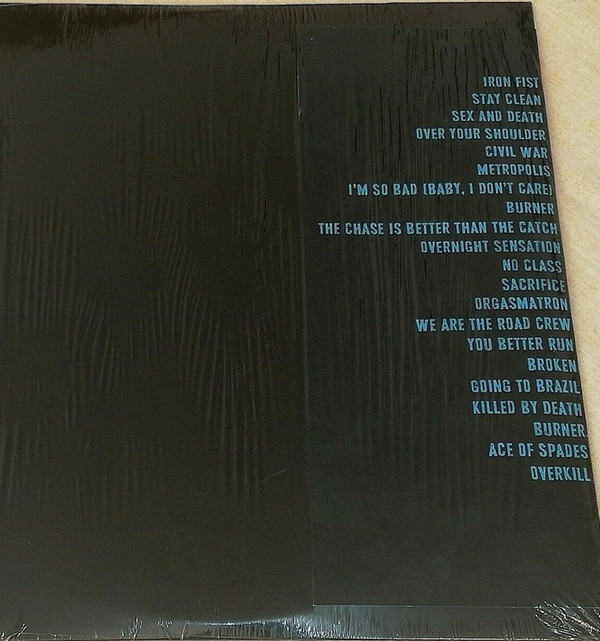 IRON FIST
STAY CLEAN
SEX AND DEATH
OVER YOUR SHOULDER
CIVIL WAR
METROPOLIS
I'M SO BAD (BABY, I DON'T CARE)
BURNER
THE CHASE IS BETTER THAN THE CATCH
OVERNIGHT SENSATION
NO CLASS
SACRIFICE
ORGASMATRON
WE ARE THE ROAD CREW
YOU BETTER RUN
BROKEN
GOING TO BRAZIL
KILLED BY DEATH
BURNER
ACE OF SPADES
OVERKILL